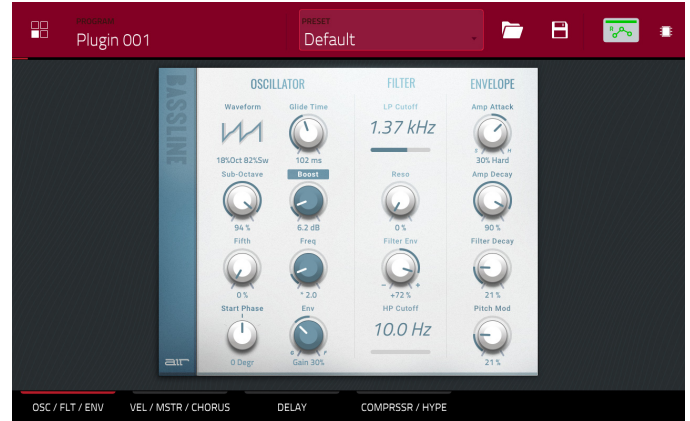 PROGRAM
Plugin 001
PRESET
Default
BASSLINE
OSCILLATOR
FILTER
ENVELOPE
Waveform
Glide Time
LP Cutoff
Amp Attack
1.37 kHz
S H
18%Oct 82%Sw
102 ms
30% Hard
Sub-Octave
Boost
Reso
Amp Decay
94 %
6.2 dB
0 %
90 %
Fifth
Freq
Filter Env
Filter Decay
- +
0 %
* 2.0
+72 %
21 %
Start Phase
Env
HP Cutoff
Pitch Mod
10.0 Hz
0 Degr
Gain 30%
21 %
air
OSC / FLT / ENV
VEL / MSTR / CHORUS
DELAY
COMPRSSR / HYPE